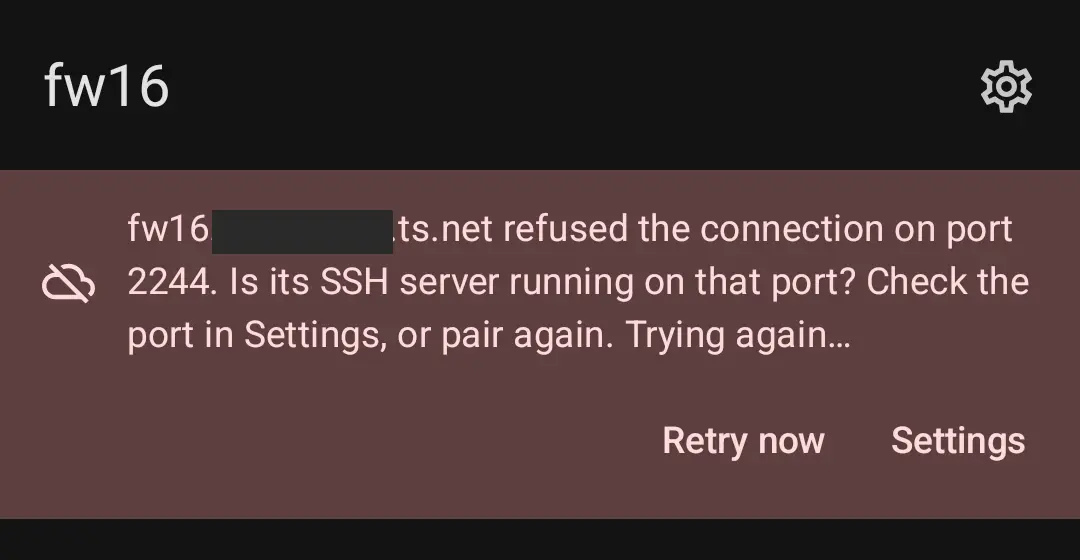 fw16
fw16. .ts.net refused the connection on port
2244. Is its SSH server running on that port? Check the
port in Settings, or pair again. Trying again…
Retry now
Settings